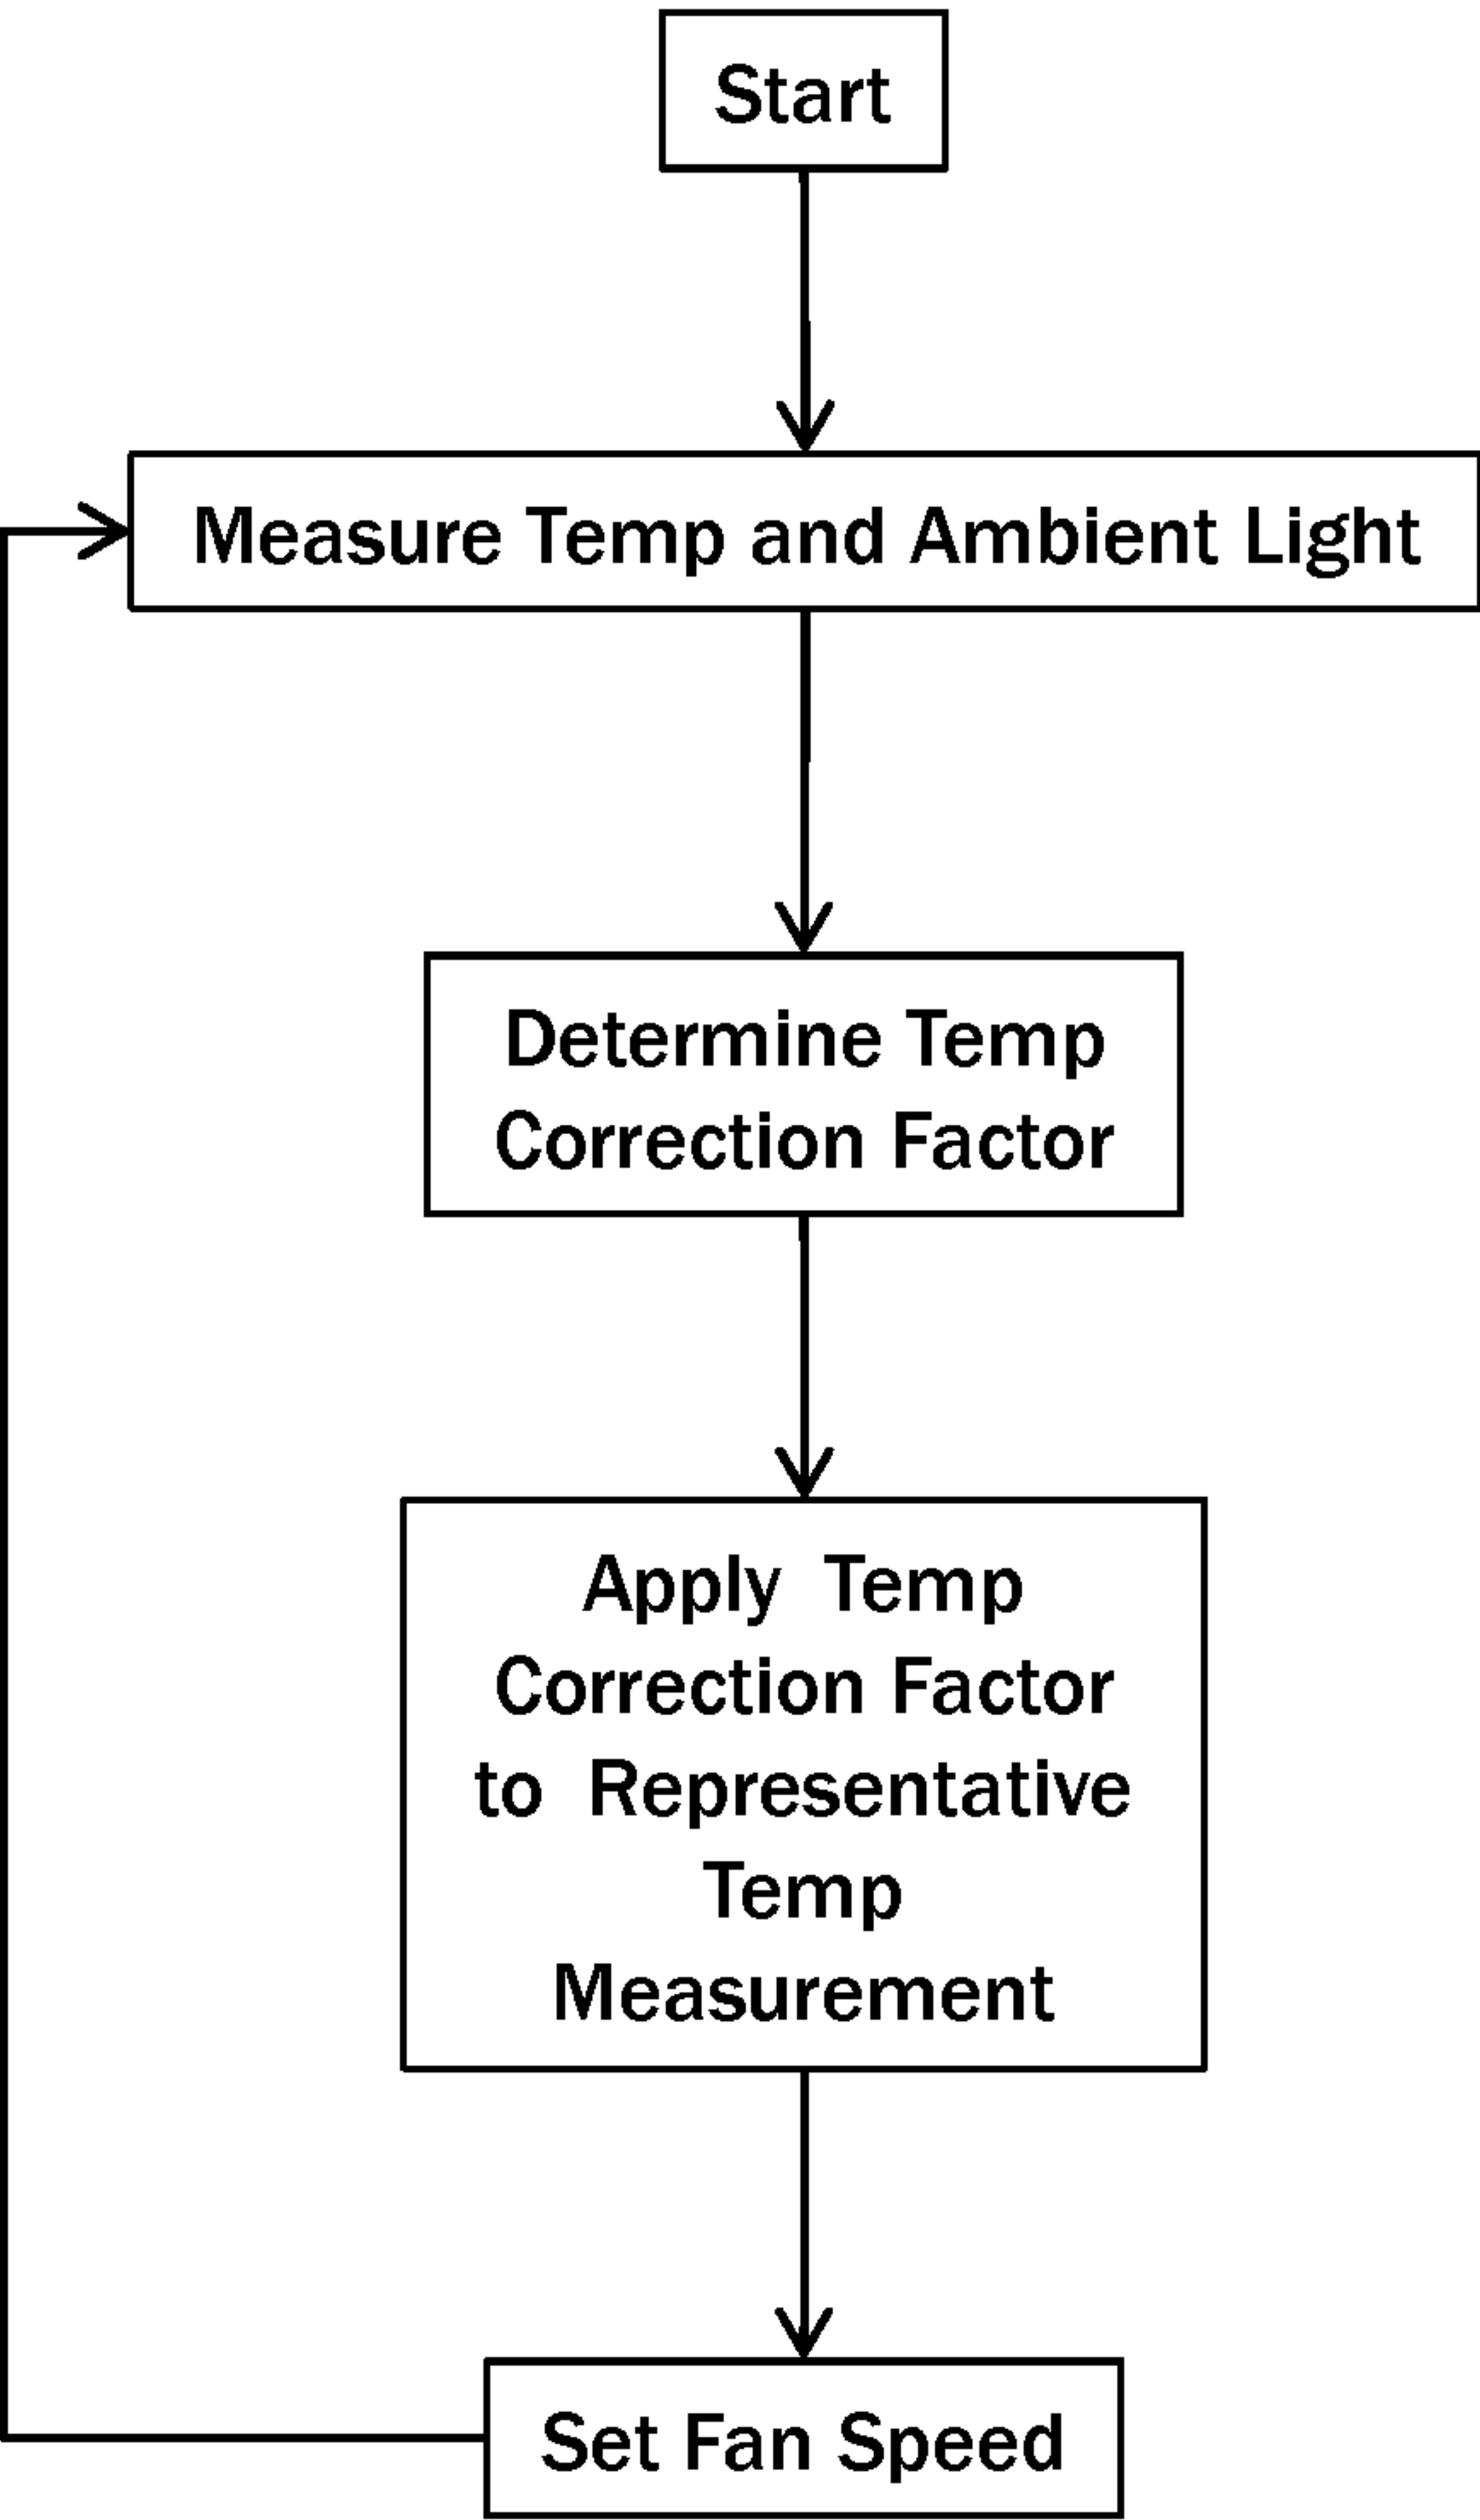 Start
Measure Temp and Ambient Light
Determine Temp
Correction Factor
Apply Temp
Correction Factor
to Representative
Temp
Measurement
Set Fan Speed